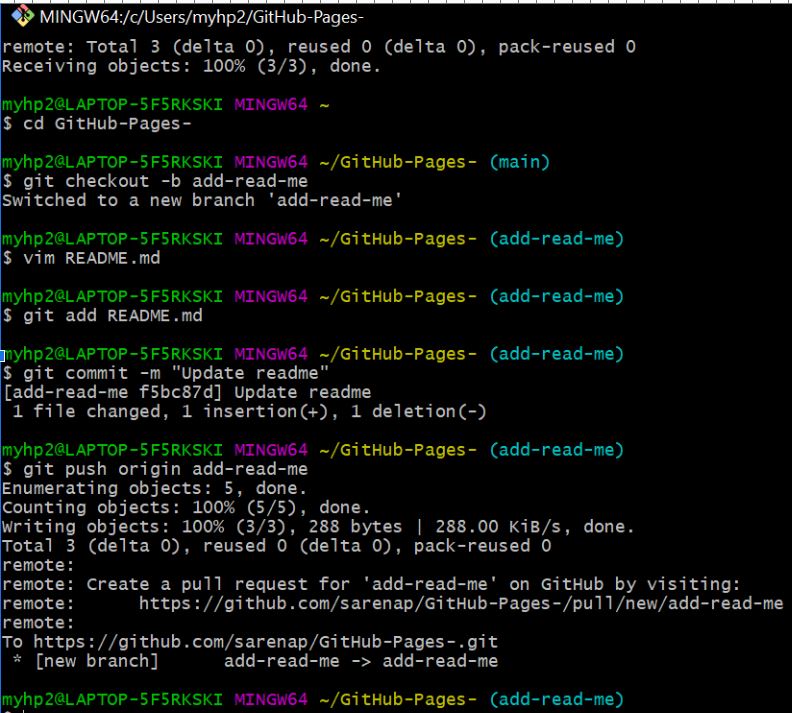 MINGW64:/c/Users/myhp2/GitHub-Pages-
remote: Total 3 (delta 0), reused 0 (delta 0), pack-reused 0
Receiving objects: 100% (3/3), done.
myhp2@LAPTOP-5F5RKSKI MINGW64 ~
$ cd GitHub-Pages-
myhp2@LAPTOP-5F5RKSKI MINGW64 ~/GitHub-Pages- (main)
$ git checkout -b add-read-me
Switched to a new branch 'add-read-me'
myhp2@LAPTOP-5F5RKSKI MINGW64 ~/GitHub-Pages- (add-read-me)
$ vim README.md
myhp2@LAPTOP-5F5RKSKI MINGW64 ~/GitHub-Pages- (add-read-me)
$ git add README.md
myhp2@LAPTOP-5F5RKSKI MINGW64 ~/GitHub-Pages- (add-read-me)
$ git commit -m "Update readme"
[add-read-me f5bc87d] Update readme
 1 file changed, 1 insertion(+), 1 deletion(-)
myhp2@LAPTOP-5F5RKSKI MINGW64 ~/GitHub-Pages- (add-read-me)
$ git push origin add-read-me
Enumerating objects: 5, done.
Counting objects: 100% (5/5), done.
Writing objects: 100% (3/3), 288 bytes | 288.00 KiB/s, done.
Total 3 (delta 0), reused 0 (delta 0), pack-reused 0
remote:
remote: Create a pull request for 'add-read-me' on GitHub by visiting:
remote:      https://github.com/sarenap/GitHub-Pages-/pull/new/add-read-me
remote:
To https://github.com/sarenap/GitHub-Pages-.git
 * [new branch]      add-read-me -> add-read-me
myhp2@LAPTOP-5F5RKSKI MINGW64 ~/GitHub-Pages- (add-read-me)